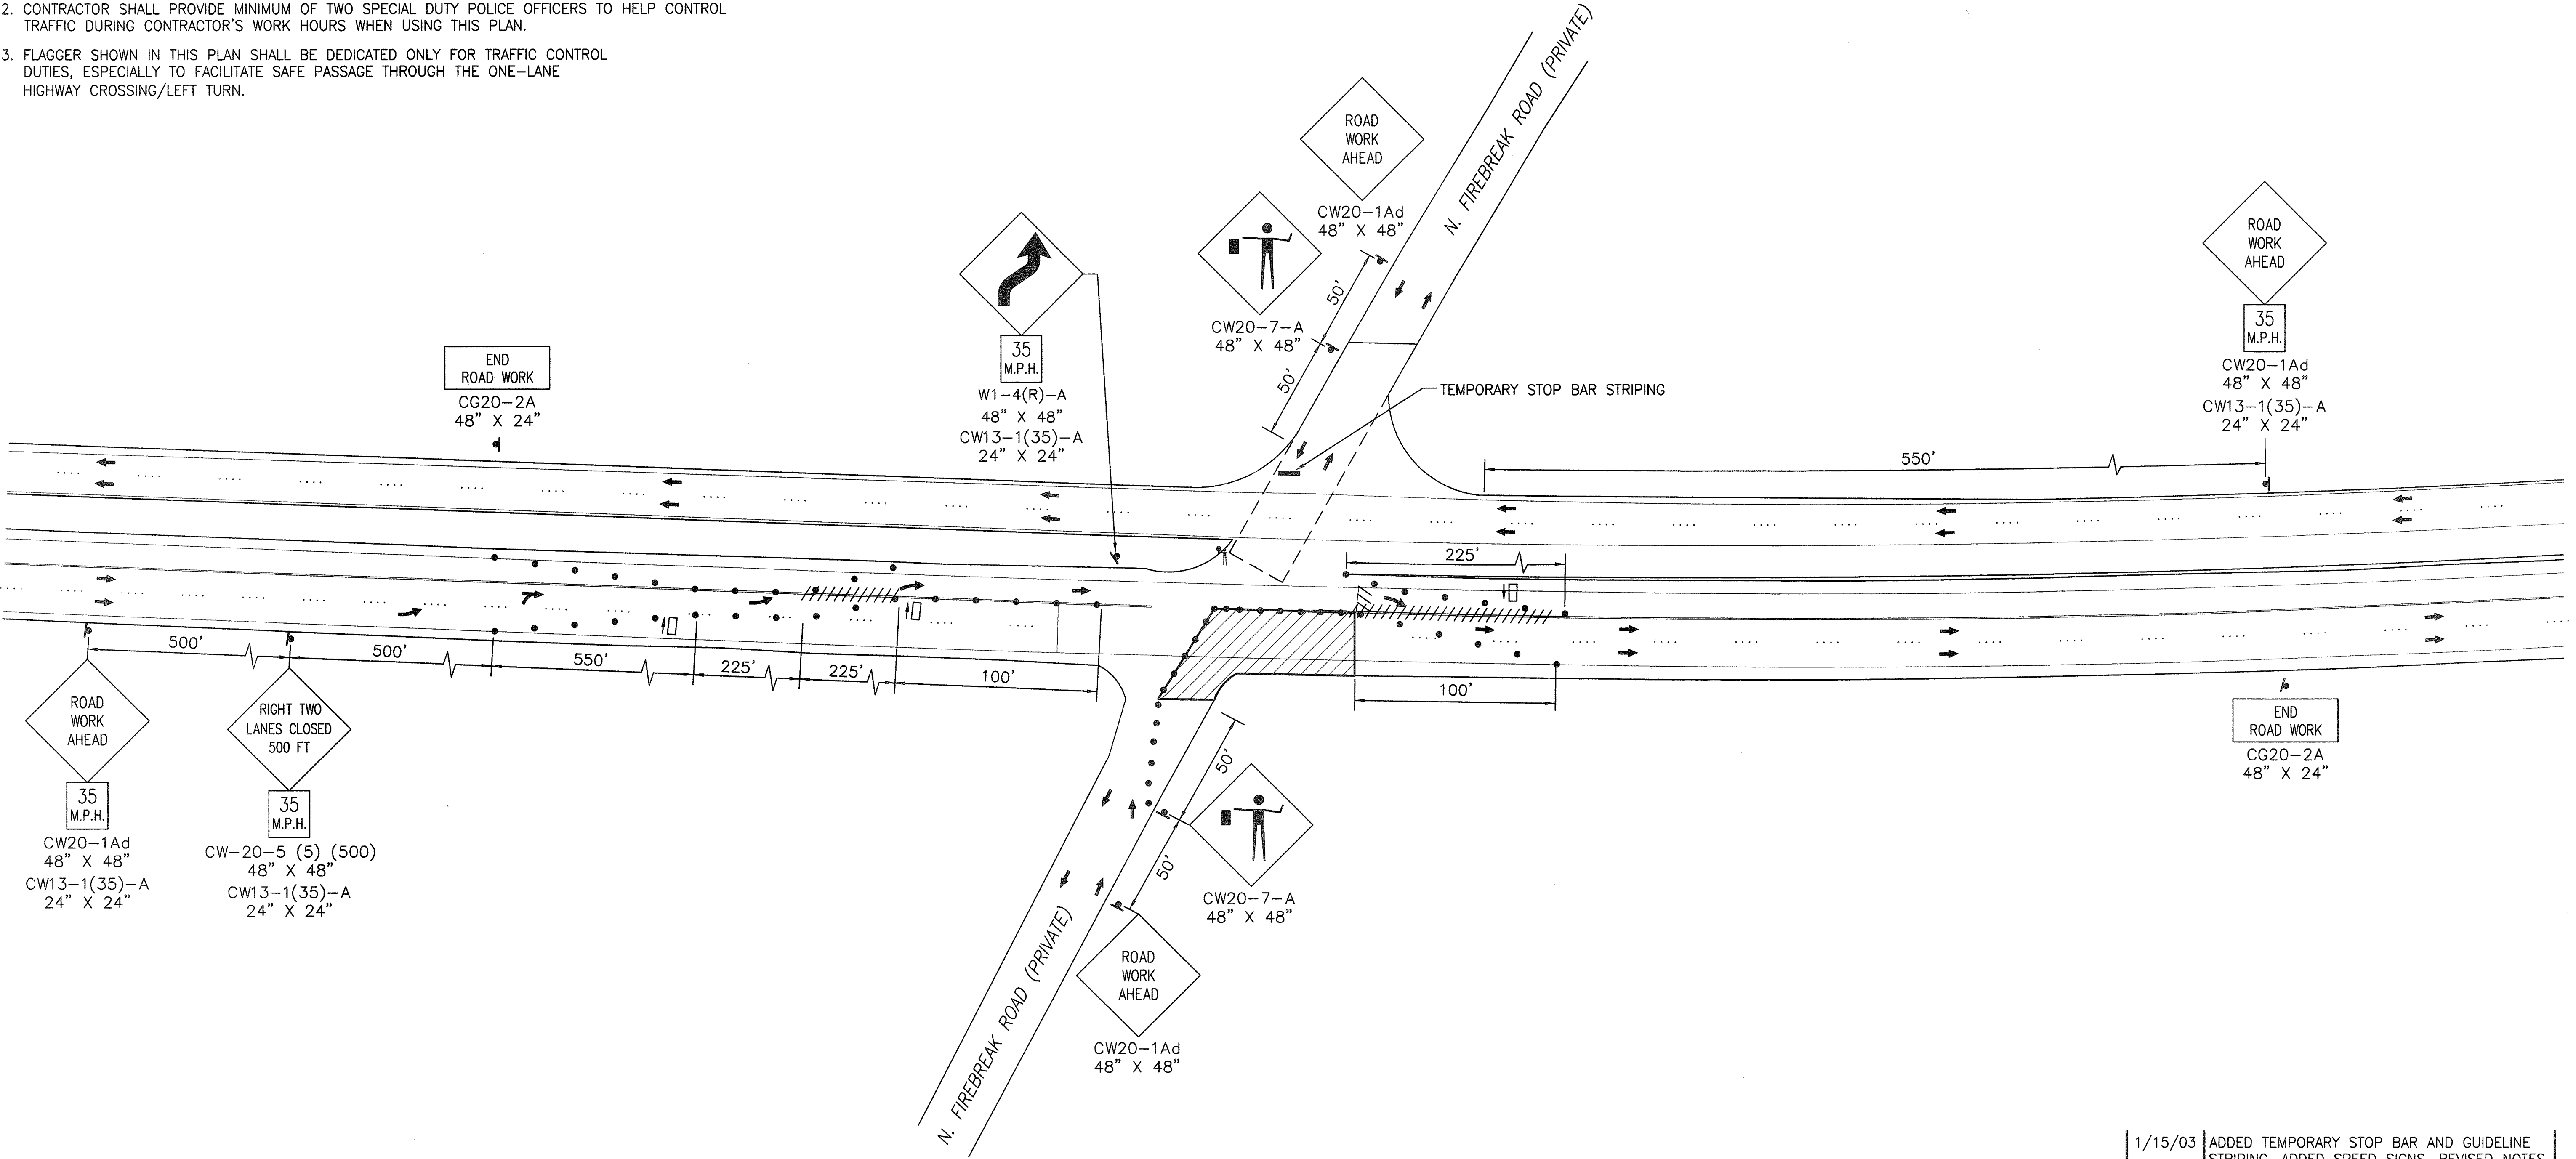 2. CONTRACTOR SHALL PROVIDE MINIMUM OF TWO SPECIAL DUTY POLICE OFFICERS TO HELP CONTROL
TRAFFIC DURING CONTRACTOR'S WORK HOURS WHEN USING THIS PLAN.
3. FLAGGER SHOWN IN THIS PLAN SHALL BE DEDICATED ONLY FOR TRAFFIC CONTROL
DUTIES, ESPECIALLY TO FACILITATE SAFE PASSAGE THROUGH THE ONE-LANE
HIGHWAY CROSSING/LEFT TURN.
N. FIREBREAK ROAD (PRIVATE)
ROAD
WORK
AHEAD
CW20-1Ad
48" X 48"
CW20-7-A
48" X 48"
50'
50'
35
M.P.H.
W1-4(R)-A
48" X 48"
CW13-1(35)-A
24" X 24"
END
ROAD WORK
CG20-2A
48" X 24"
TEMPORARY STOP BAR STRIPING
ROAD
WORK
AHEAD
35
M.P.H.
CW20-1Ad
48" X 48"
CW13-1(35)-A
24" X 24"
550'
225'
500'
500'
550'
225'
225'
100'
100'
ROAD
WORK
AHEAD
35
M.P.H.
CW20-1Ad
48" X 48"
CW13-1(35)-A
24" X 24"
RIGHT TWO
LANES CLOSED
500 FT
35
M.P.H.
CW-20-5 (5) (500)
48" X 48"
CW13-1(35)-A
24" X 24"
50'
50'
CW20-7-A
48" X 48"
ROAD
WORK
AHEAD
CW20-1Ad
48" X 48"
N. FIREBREAK ROAD (PRIVATE)
END
ROAD WORK
CG20-2A
48" X 24"
1/15/03 ADDED TEMPORARY STOP BAR AND GUIDELINE
STRIPING, ADDED SPEED SIGNS, REVISED NOTES